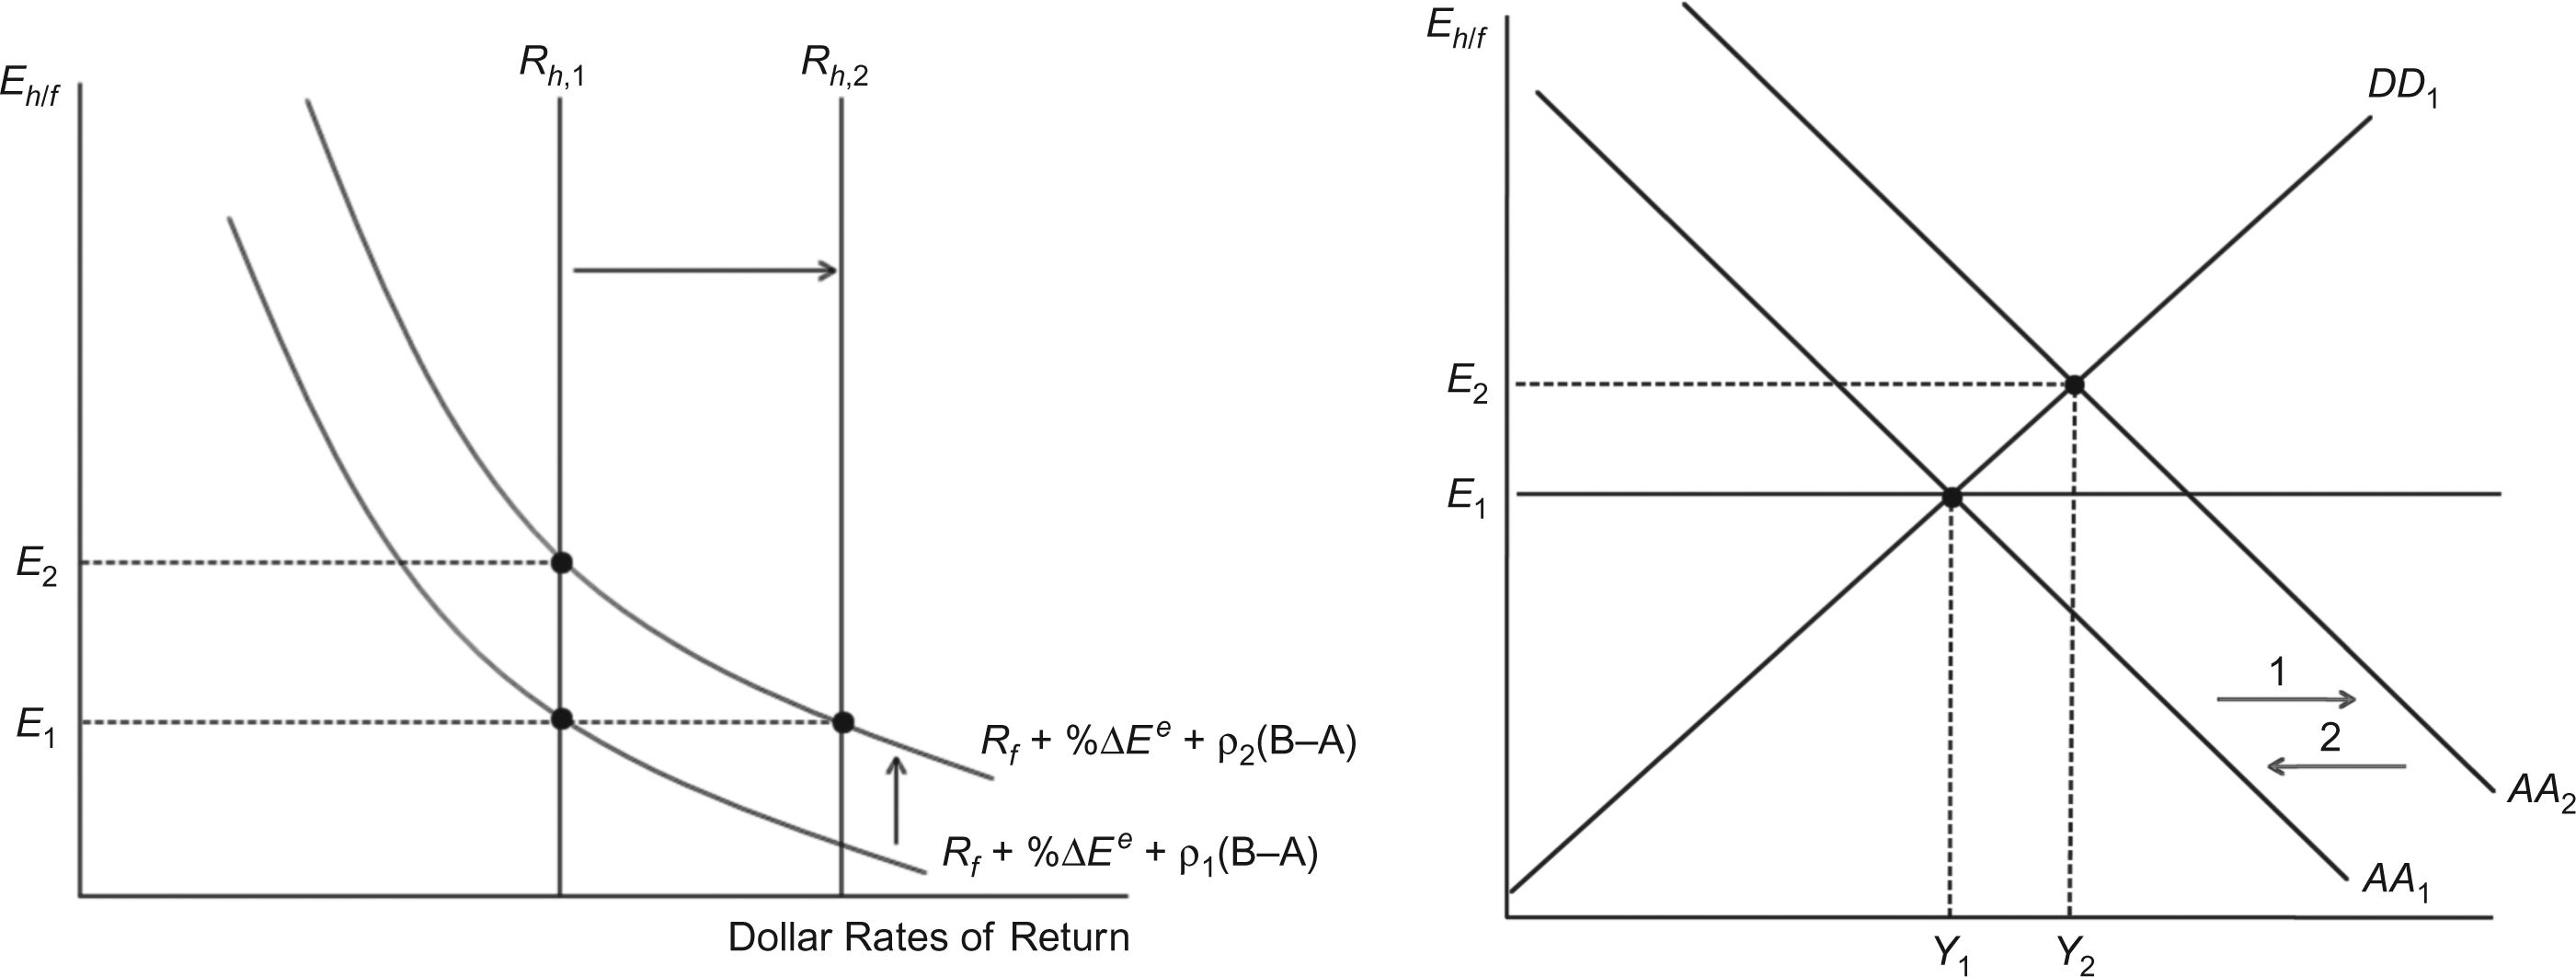 E_{h/f}
R_{h,1}
R_{h,2}
E_2
E_1
R_f + %ΔE^e + ρ_2(B–A)
R_f + %ΔE^e + ρ_1(B–A)
Dollar Rates of Return
E_{h/f}
DD_1
E_2
E_1
1
2
AA_2
AA_1
Y_1
Y_2